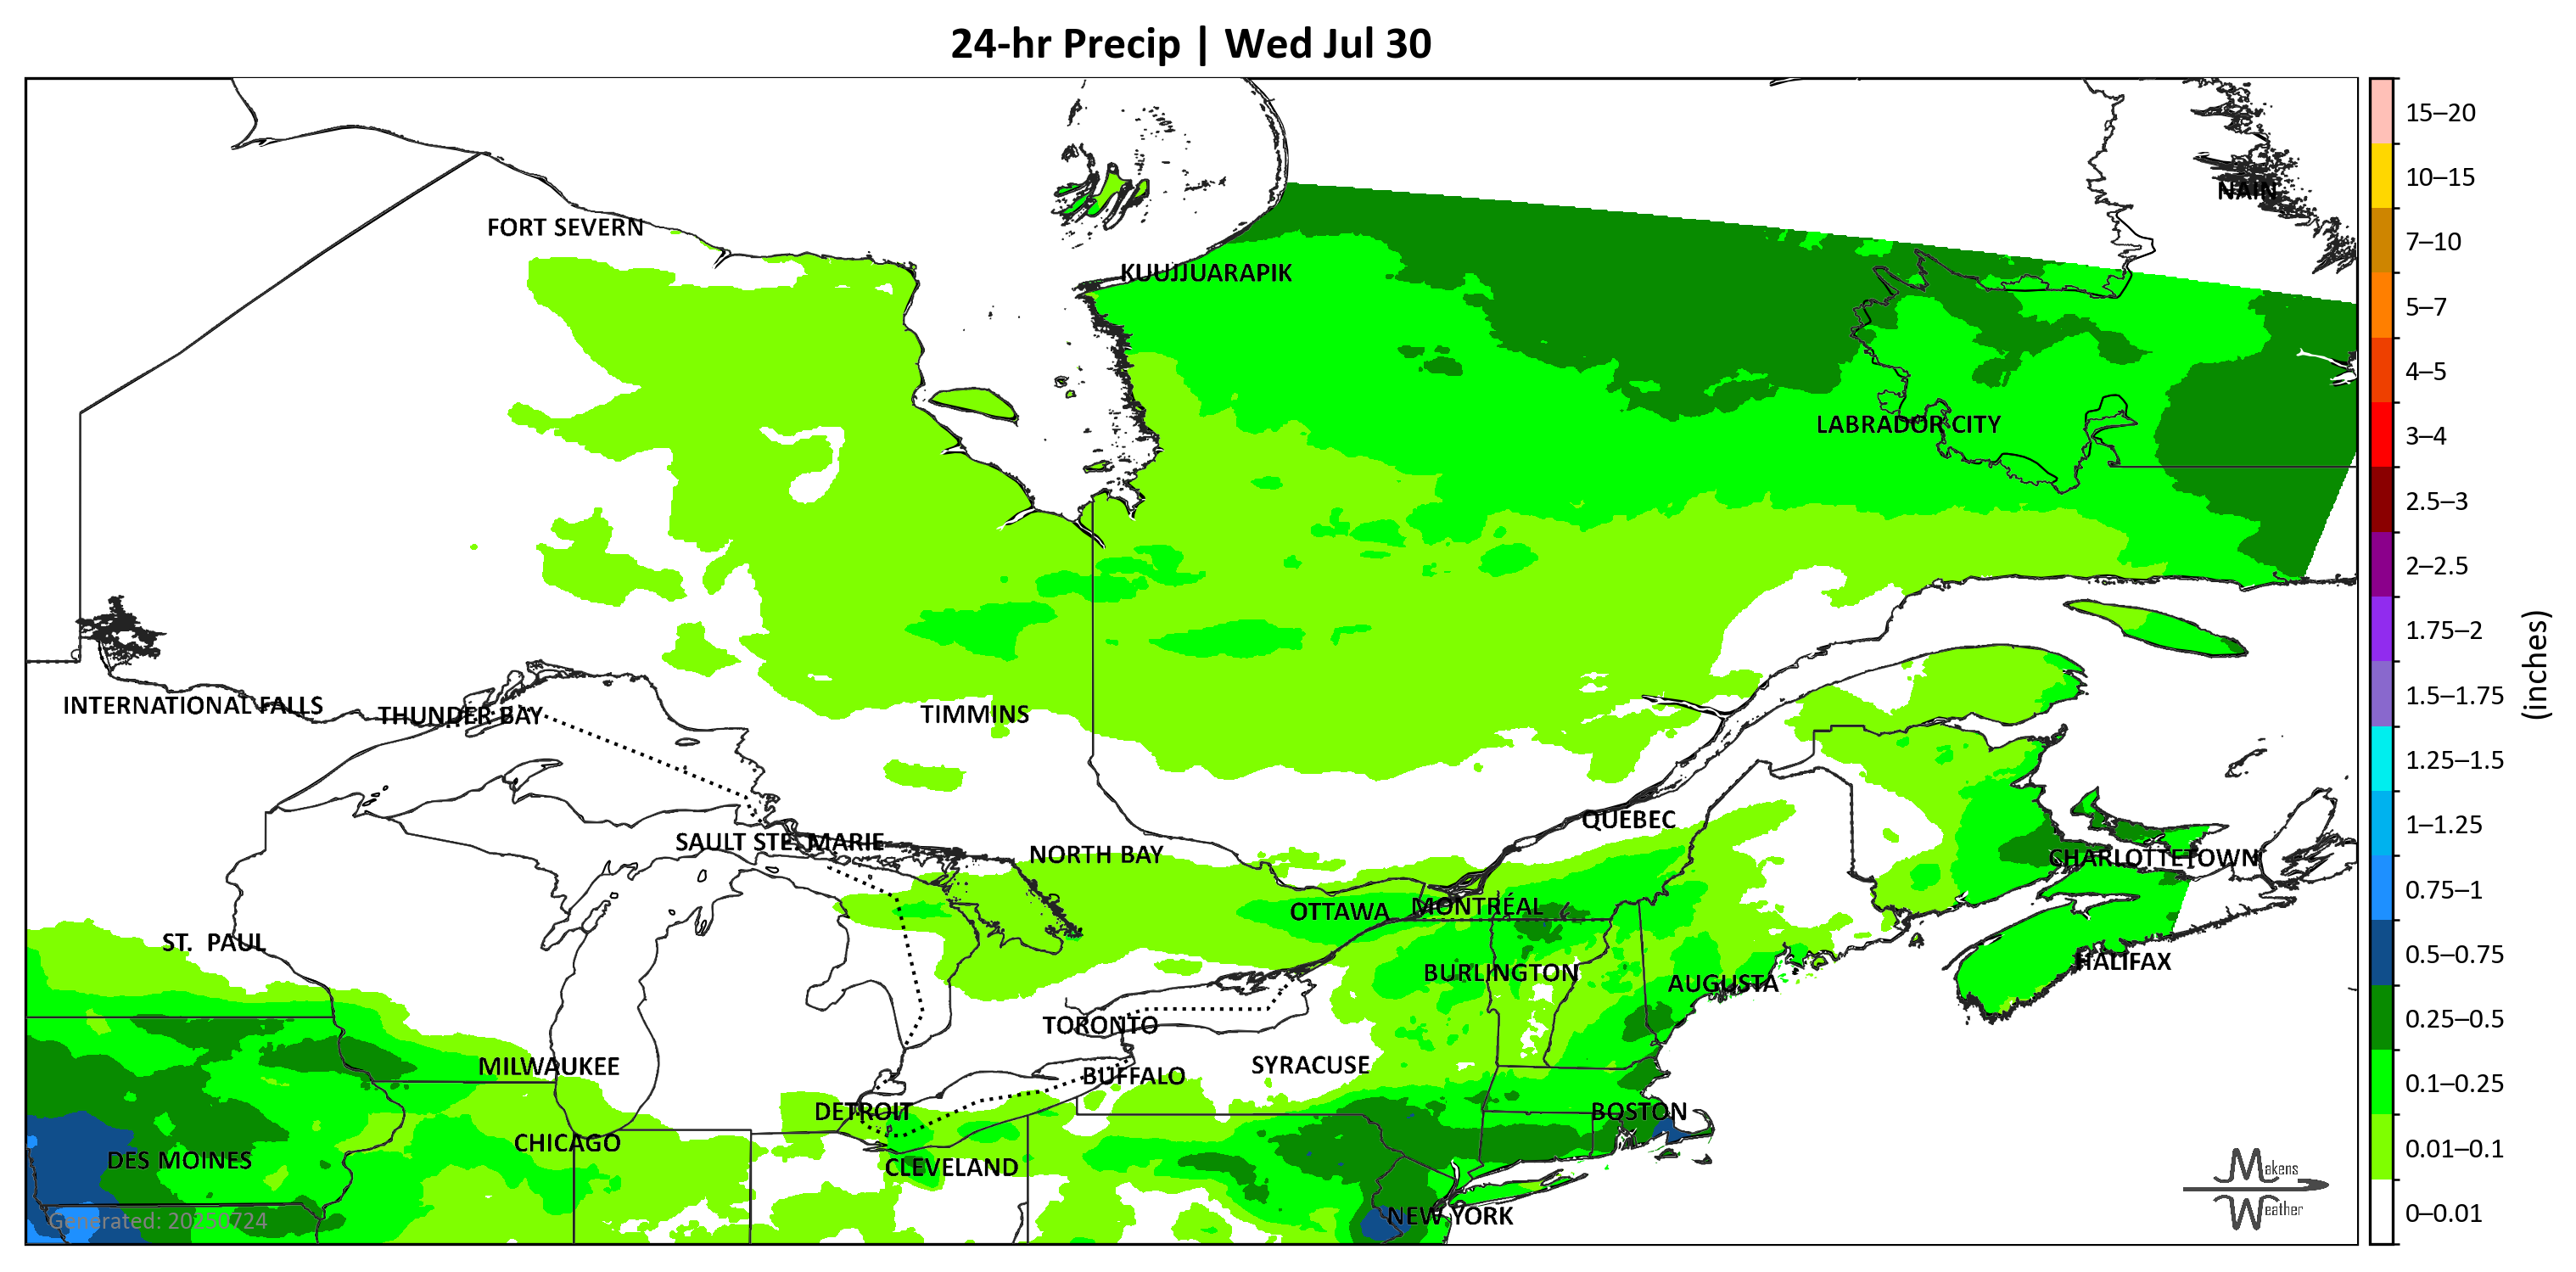 24-hr Precip | Wed Jul 30
NAIN
FORT SEVERN
KUUJJUARAPIK
LABRADOR CITY
INTERNATIONAL FALLS
THUNDER BAY
TIMMINS
QUÉBEC
SAULT STE. MARIE
NORTH BAY
CHARLOTTETOWN
OTTAWA
MONTRÉAL
ST. PAUL
HALIFAX
BURLINGTON
AUGUSTA
TORONTO
MILWAUKEE
SYRACUSE
BUFFALO
DETROIT
BOSTON
CHICAGO
DES MOINES
CLEVELAND
NEW YORK
Generated: 20250724
Makens
Weather
15–20
10–15
7–10
5–7
4–5
3–4
2.5–3
2–2.5
1.75–2
1.5–1.75
1.25–1.5
1–1.25
0.75–1
0.5–0.75
0.25–0.5
0.1–0.25
0.01–0.1
0–0.01
(inches)